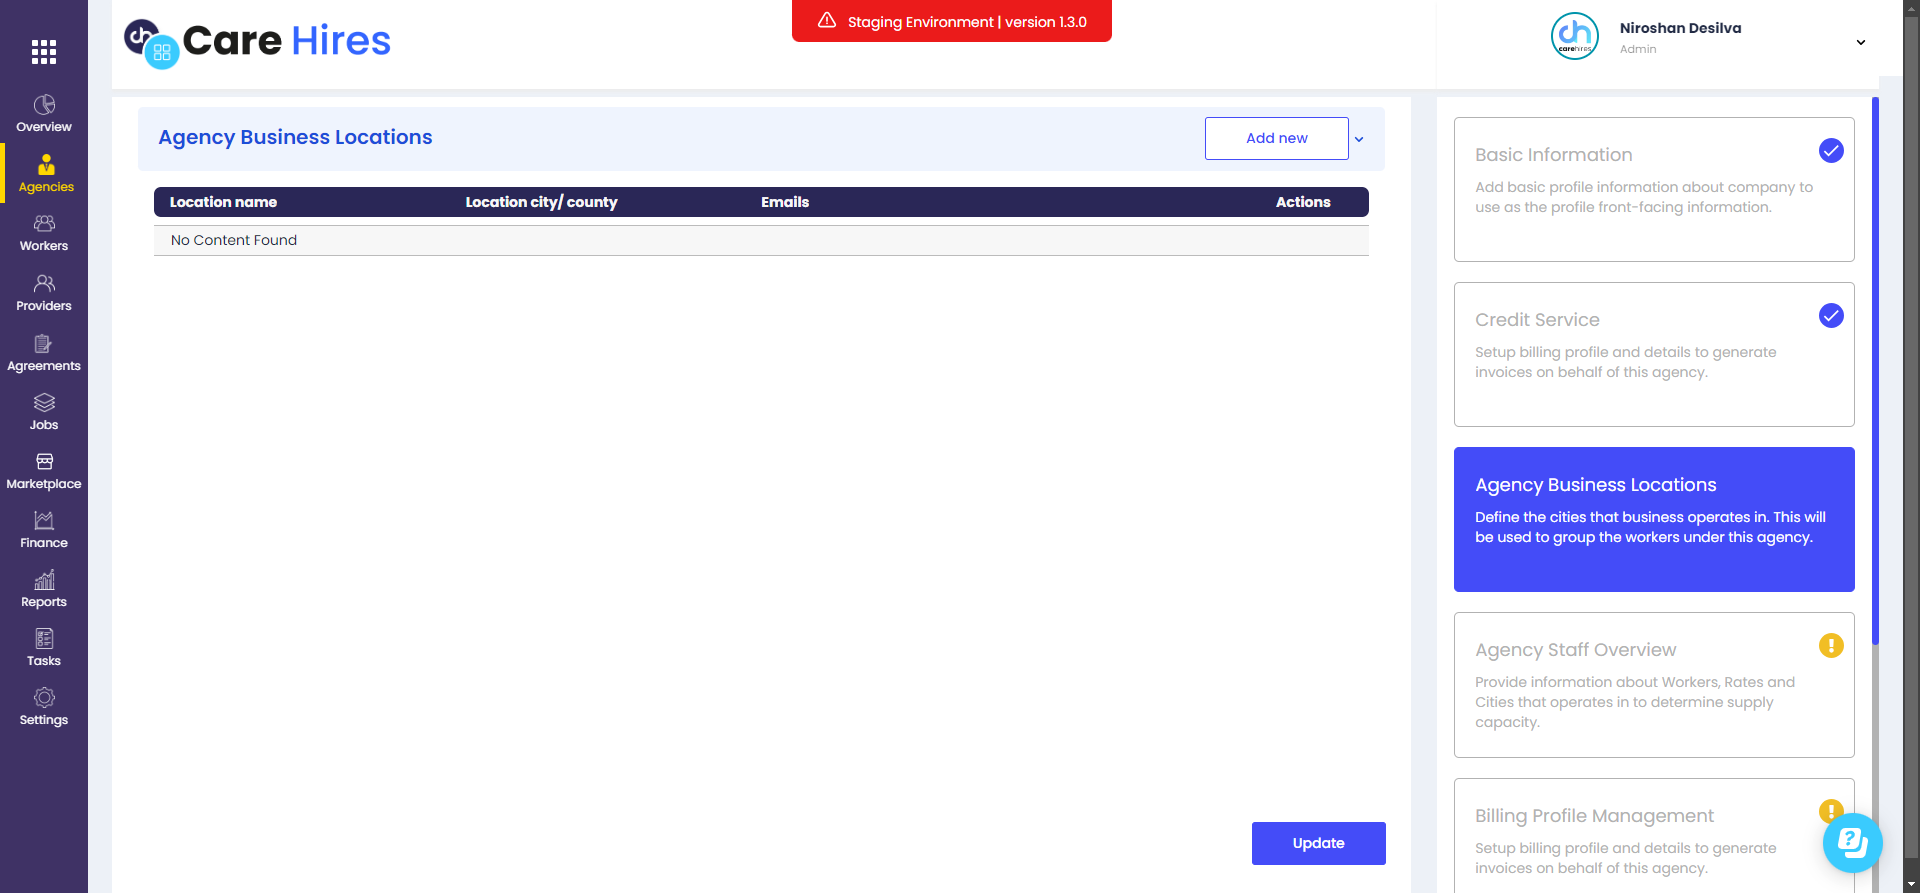 Care Hires
Staging Environment | version 1.3.0
Niroshan Desilva
Admin
carehires
Overview
Agencies
Workers
Providers
Agreements
Jobs
Marketplace
Finance
Reports
Tasks
Settings
Agency Business Locations
Add new
Location name Location city/ county Emails Actions
No Content Found
Update
Basic Information
Add basic profile information about company to
use as the profile front-facing information.
Credit Service
Setup billing profile and details to generate
invoices on behalf of this agency.
Agency Business Locations
Define the cities that business operates in. This will
be used to group the workers under this agency.
Agency Staff Overview
Provide information about Workers, Rates and
Cities that operates in to determine supply
capacity.
Billing Profile Management
Setup billing profile and details to generate
invoices on behalf of this agency.